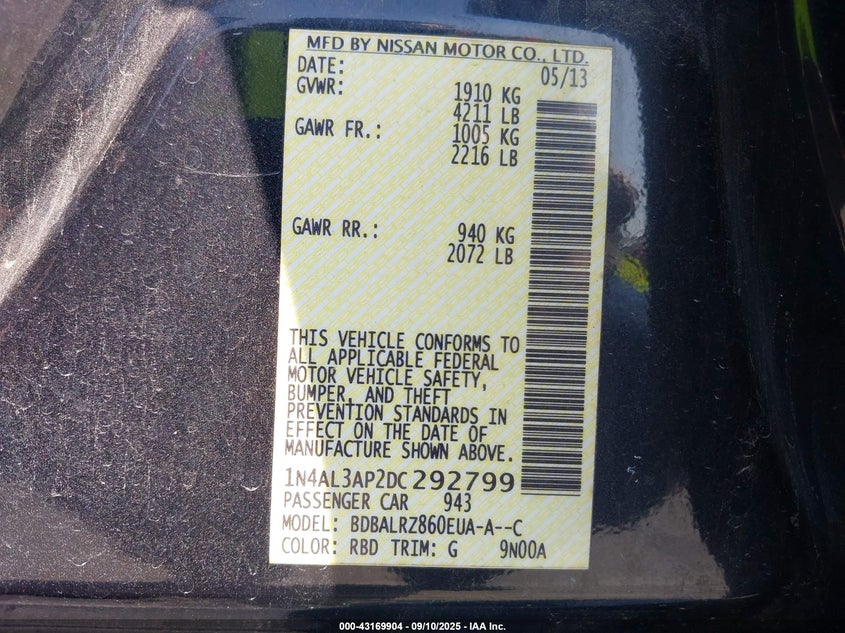 MFD BY NISSAN MOTOR CO., LTD.
DATE: 05/13
GVWR: 1910 KG
4211 LB
GAWR FR.: 1005 KG
2216 LB
GAWR RR.: 940 KG
2072 LB
THIS VEHICLE CONFORMS TO
ALL APPLICABLE FEDERAL
MOTOR VEHICLE SAFETY,
BUMPER, AND THEFT
PREVENTION STANDARDS IN
EFFECT ON THE DATE OF
MANUFACTURE SHOWN ABOVE.
1N4AL3AP2DC292799
PASSENGER CAR 943
MODEL: BDBALRZ860EUA-A--C
COLOR: RBD TRIM: G 9N00A
000-43169904 - 09/10/2025 - IAA Inc.